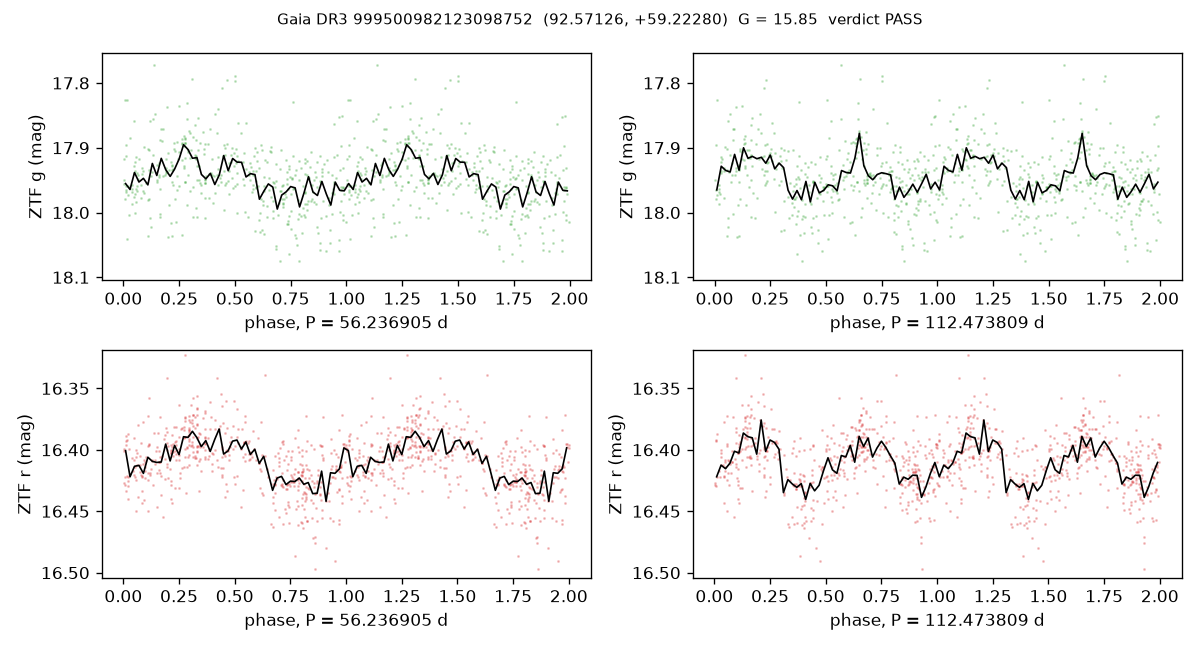 Gaia DR3 999500982123098752  (92.57126, +59.22280)  G = 15.85  verdict PASS
ZTF g (mag)
17.8
17.9
18.0
18.1
0.00 0.25 0.50 0.75 1.00 1.25 1.50 1.75 2.00
phase, P = 56.236905 d
ZTF g (mag)
17.8
17.9
18.0
18.1
0.00 0.25 0.50 0.75 1.00 1.25 1.50 1.75 2.00
phase, P = 112.473809 d
ZTF r (mag)
16.35
16.40
16.45
16.50
0.00 0.25 0.50 0.75 1.00 1.25 1.50 1.75 2.00
phase, P = 56.236905 d
ZTF r (mag)
16.35
16.40
16.45
16.50
0.00 0.25 0.50 0.75 1.00 1.25 1.50 1.75 2.00
phase, P = 112.473809 d